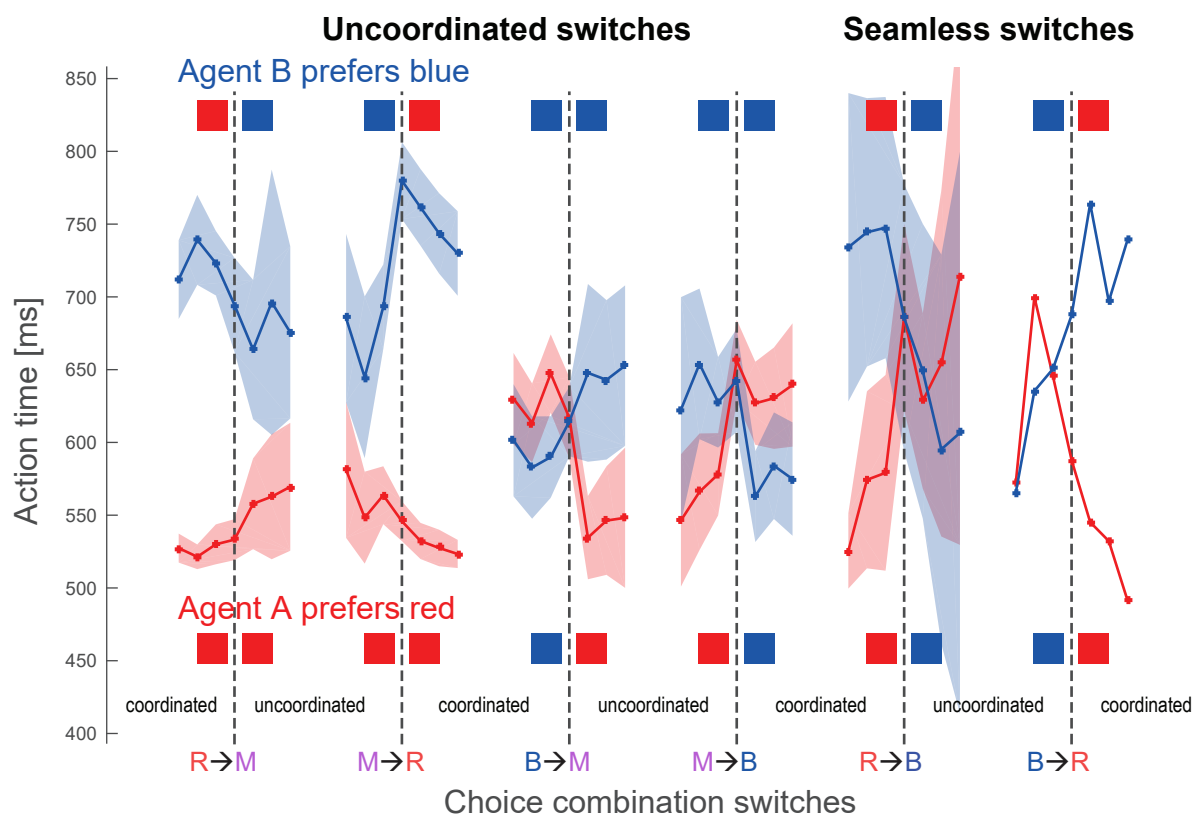 Uncoordinated switches
Seamless switches
Agent B prefers blue
850
800
750
700
650
600
550
500
450
400
Action time [ms]
Agent A prefers red
coordinated
uncoordinated
coordinated
uncoordinated
coordinated
uncoordinated
coordinated
R→M
M→R
B→M
M→B
R→B
B→R
Choice combination switches